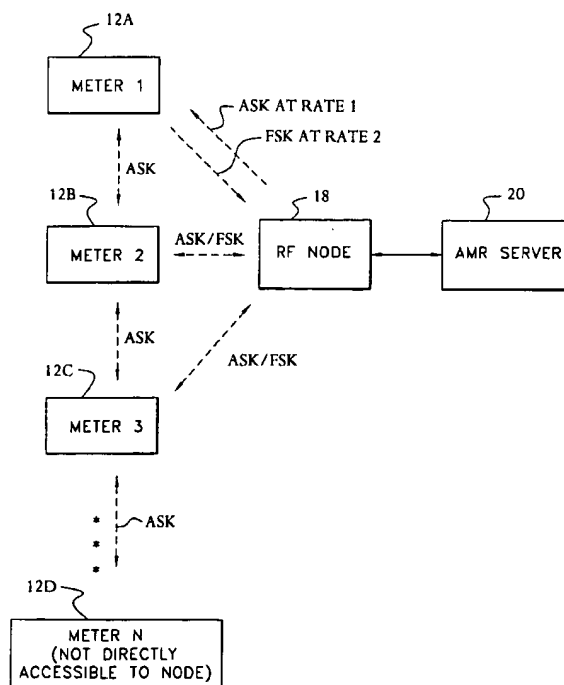 12A
METER 1
ASK AT RATE 1
FSK AT RATE 2
ASK
12B
METER 2
ASK/FSK
18
RF NODE
20
AMR SERVER
ASK
ASK/FSK
12C
METER 3
ASK
*
*
*
12D
METER N
(NOT DIRECTLY
ACCESSIBLE TO NODE)